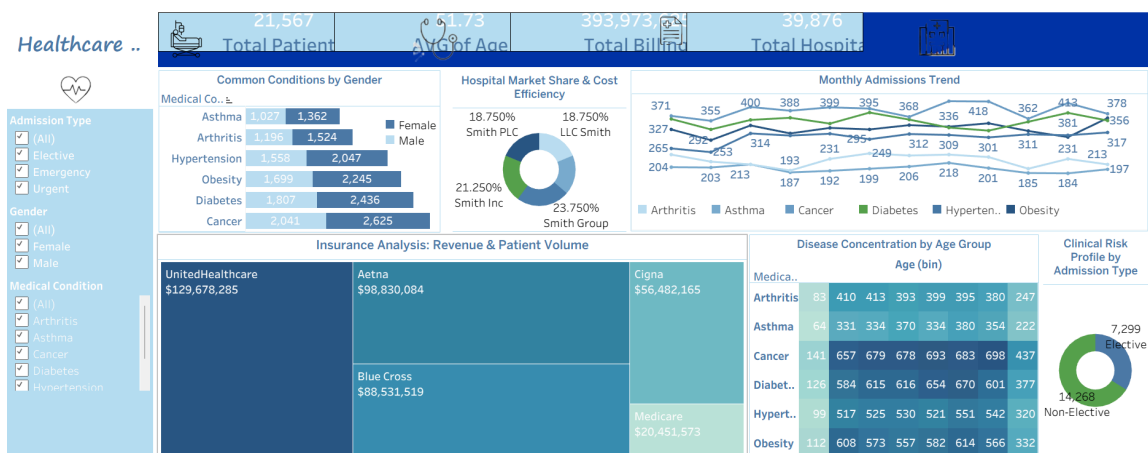 Healthcare ..
21,567
Total Patient
51.73
AVG of Age
Total Billing
39,876
Total Hospita
Admission Type
(All)
Elective
Emergency
Urgent
Gender
(All)
Female
Male
Medical Condition
(All)
Arthritis
Asthma
Cancer
Diabetes
Hypertension
Common Conditions by Gender
Medical Co..
Asthma 1,027 1,362
Arthritis 1,196 1,524
Hypertension 1,558 2,047
Obesity 1,699 2,245
Diabetes 1,807 2,436
Cancer 2,041 2,625
Female
Male
Hospital Market Share & Cost
Efficiency
18.750%
Smith PLC
18.750%
LLC Smith
21.250%
Smith Inc
23.750%
Smith Group
Monthly Admissions Trend
371 355 400 388 399 395 368 336 418 362 413 378
327 292 253 314 295 249 312 309 301 311 381 356
265 193 231 231 213 317
204 203 213 187 192 199 206 218 201 185 184 197
Arthritis Asthma Cancer Diabetes Hyperten.. Obesity
Insurance Analysis: Revenue & Patient Volume
UnitedHealthcare
$129,678,285
Aetna
$98,830,084
Blue Cross
$88,531,519
Cigna
$56,482,165
Medicare
$20,451,573
Disease Concentration by Age Group
Age (bin)
Medica..
Arthritis 83 410 413 393 399 395 380 247
Asthma 64 331 334 370 334 380 354 222
Cancer 141 657 679 678 693 683 698 437
Diabet.. 126 584 615 616 654 670 601 377
Hypert.. 99 517 525 530 521 551 542 320
Obesity 112 608 573 557 582 614 566 332
Clinical Risk
Profile by
Admission Type
7,299
Elective
14,268
Non-Elective